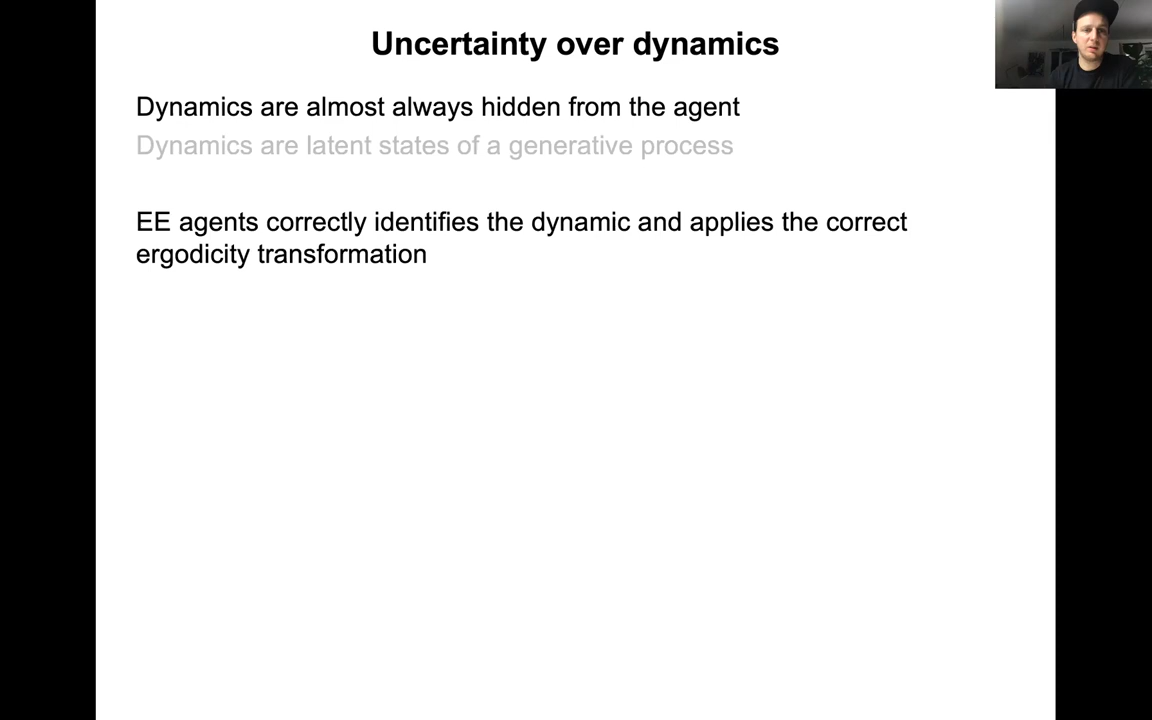 Uncertainty over dynamics
Dynamics are almost always hidden from the agent
Dynamics are latent states of a generative process
EE agents correctly identifies the dynamic and applies the correct
ergodicity transformation